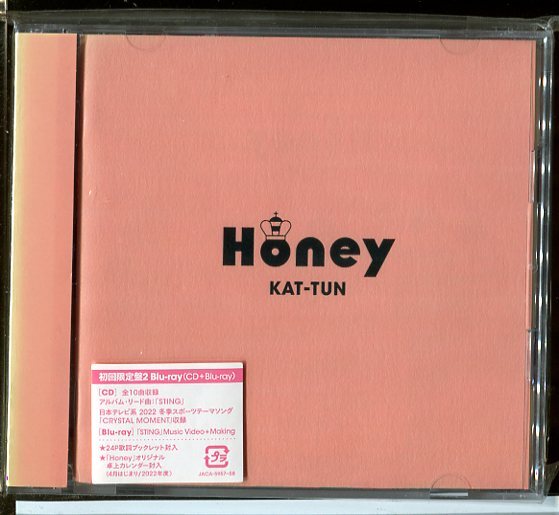 Honey
KAT-TUN
初回限定盤2 Blu-ray(CD+Blu-ray)
[CD] 全10曲収録
アルバム・リード曲:「STING」
日本テレビ系 2022 冬季スポーツテーマソング
「CRYSTAL MOMENT」収録
[Blu-ray]「STING」Music Video+Making
★24P歌詞ブックレット封入
★「Honey」オリジナル
卓上カレンダー封入
(4月はじまり/2022年度)
プラ
JACA-5957-58